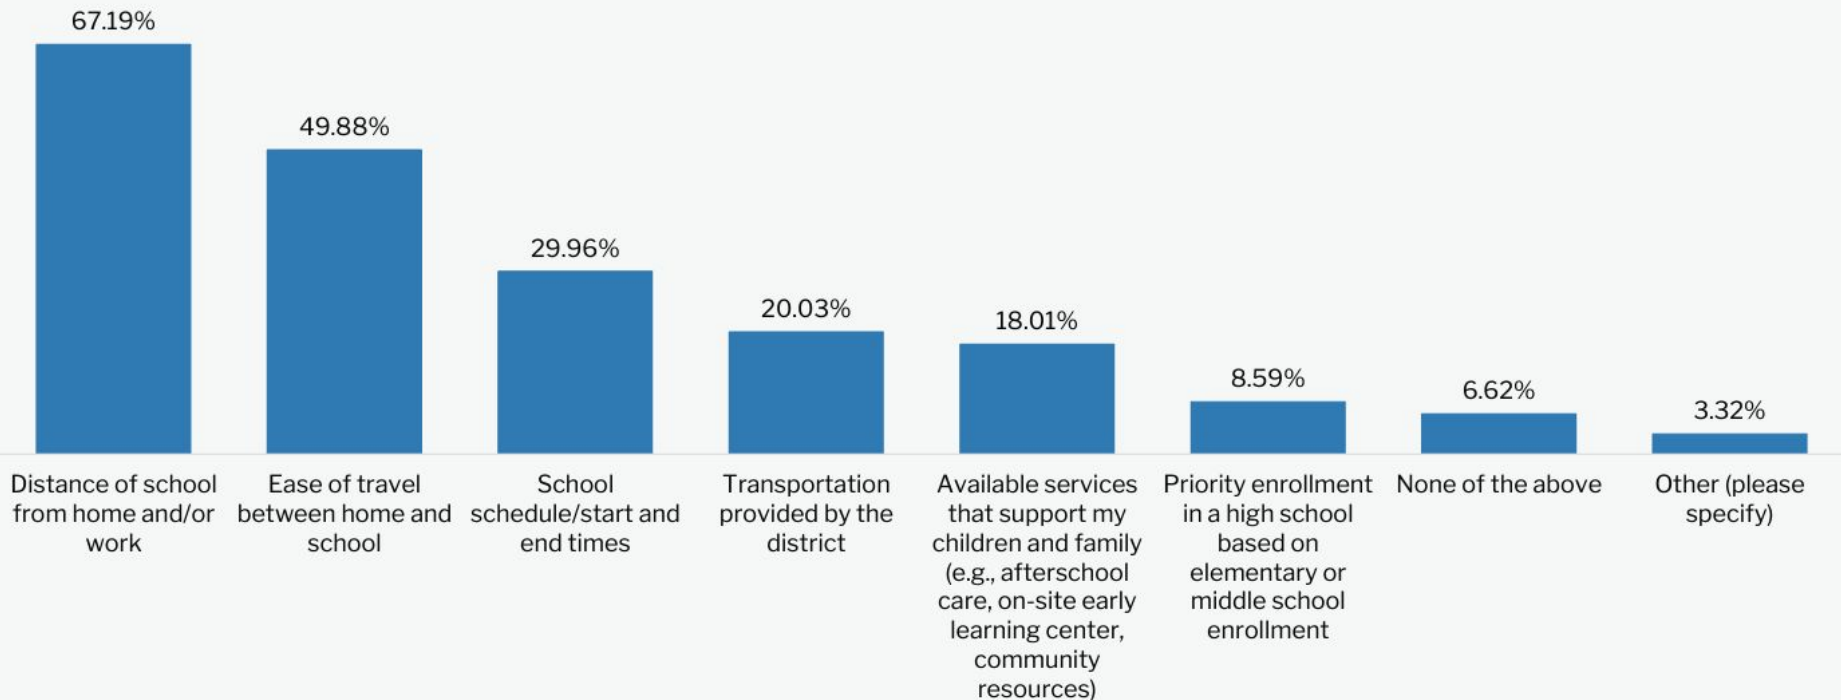 67.19%
49.88%
29.96%
20.03%
18.01%
8.59%
6.62%
3.32%
Distance of school
from home and/or
work
Ease of travel
between home and
school
School
schedule/start and
end times
Transportation
provided by the
district
Available services
that support my
children and family
(e.g., afterschool
care, on-site early
learning center,
community
resources)
Priority enrollment
in a high school
based on
elementary or
middle school
enrollment
None of the above
Other (please
specify)